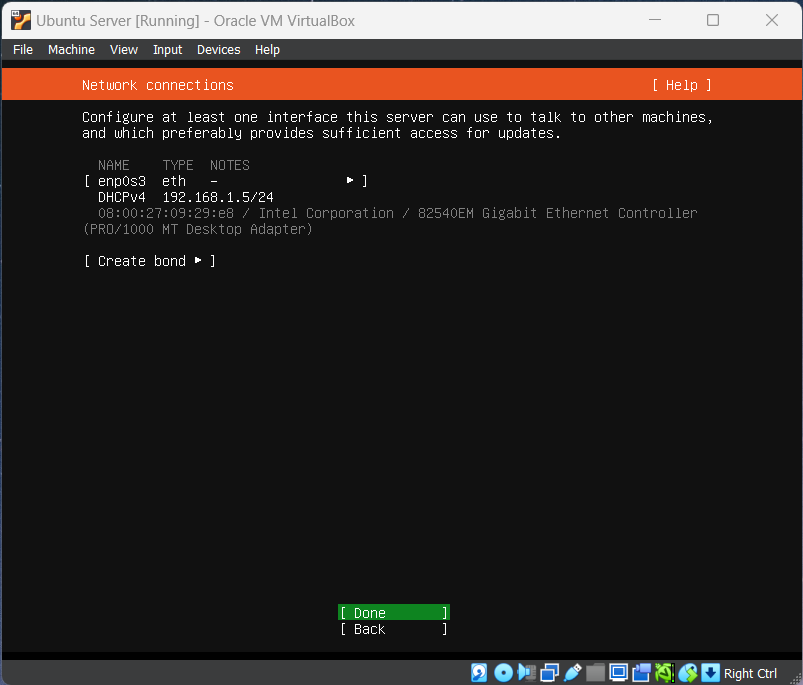 Ubuntu Server [Running] - Oracle VM VirtualBox
File Machine View Input Devices Help
Network connections [ Help ]
Configure at least one interface this server can use to talk to other machines,
and which preferably provides sufficient access for updates.
NAME TYPE NOTES
[ enp0s3 eth - ▸ ]
DHCPv4 192.168.1.5/24
08:00:27:09:29:e8 / Intel Corporation / 82540EM Gigabit Ethernet Controller
(PRO/1000 MT Desktop Adapter)
[ Create bond ▸ ]
[ Done ]
[ Back ]
Right Ctrl